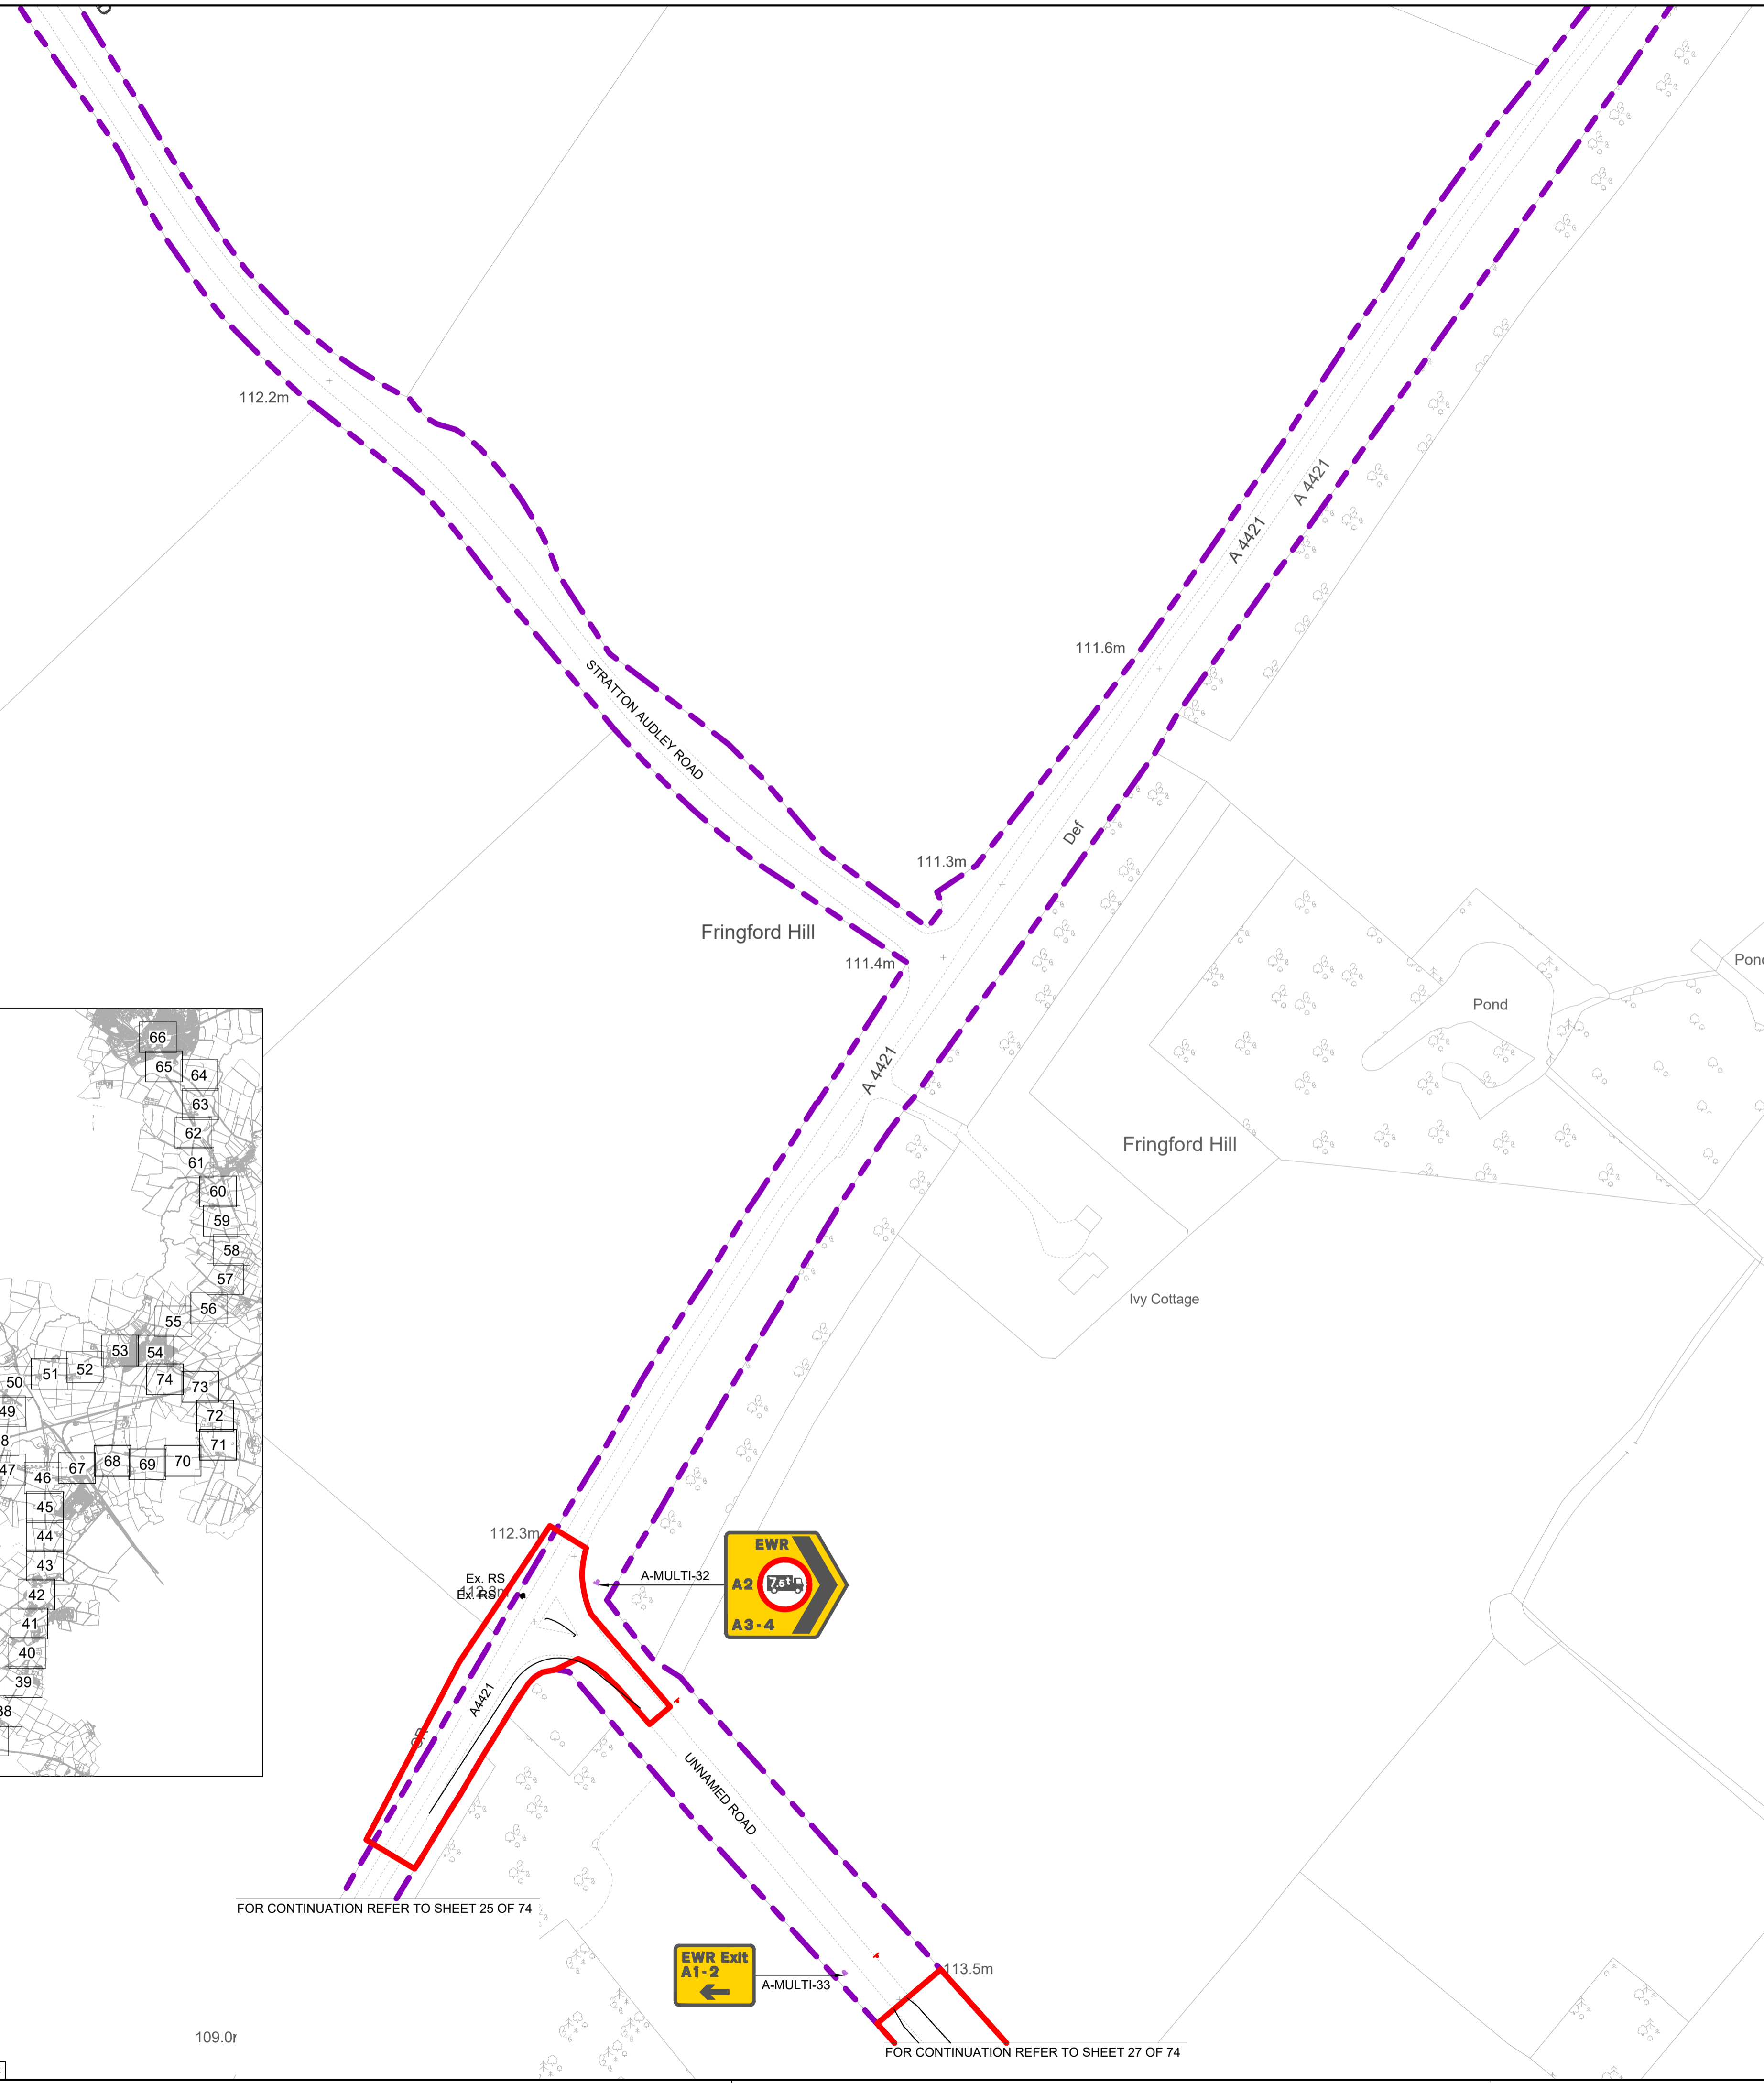 112.2m
STRATTON AUDLEY ROAD
A 4421
A 4421
111.6m
Def
111.3m
Fringford Hill
111.4m
A 4421
Pond
Pond
Fringford Hill
Ivy Cottage
66
65
64
63
62
61
60
59
58
57
56
55
53
54
52
51
50
74
73
49
72
8
71
47
46
67
68
69
70
45
44
43
42
41
40
39
38
112.3m
Ex. RS
Ex. RS
A-MULTI-32
EWR
A2
7.5t
A3-4
A4421
UNNAMED ROAD
FOR CONTINUATION REFER TO SHEET 25 OF 74
EWR Exit
A1-2
A-MULTI-33
113.5m
109.0
FOR CONTINUATION REFER TO SHEET 27 OF 74